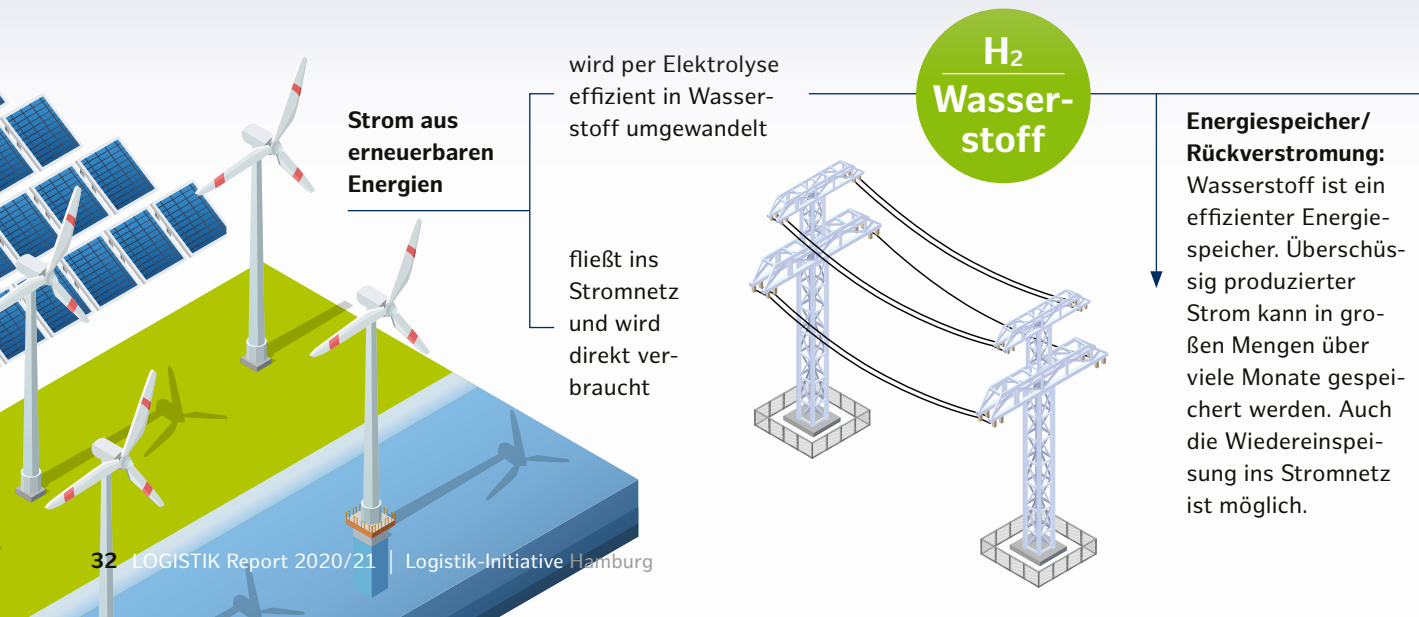 Strom aus
erneuerbaren
Energien
wird per Elektrolyse
effizient in Wasser-
stoff umgewandelt
fließt ins
Stromnetz
und wird
direkt ver-
braucht
H₂
Wasser-
stoff
Energiespeicher/
Rückverstromung:
Wasserstoff ist ein
effizienter Energie-
speicher. Überschüs-
sig produzierter
Strom kann in gro-
ßen Mengen über
viele Monate gespei-
chert werden. Auch
die Wiedereinspei-
sung ins Stromnetz
ist möglich.
32 LOGISTIK Report 2020/21 | Logistik-Initiative Hamburg